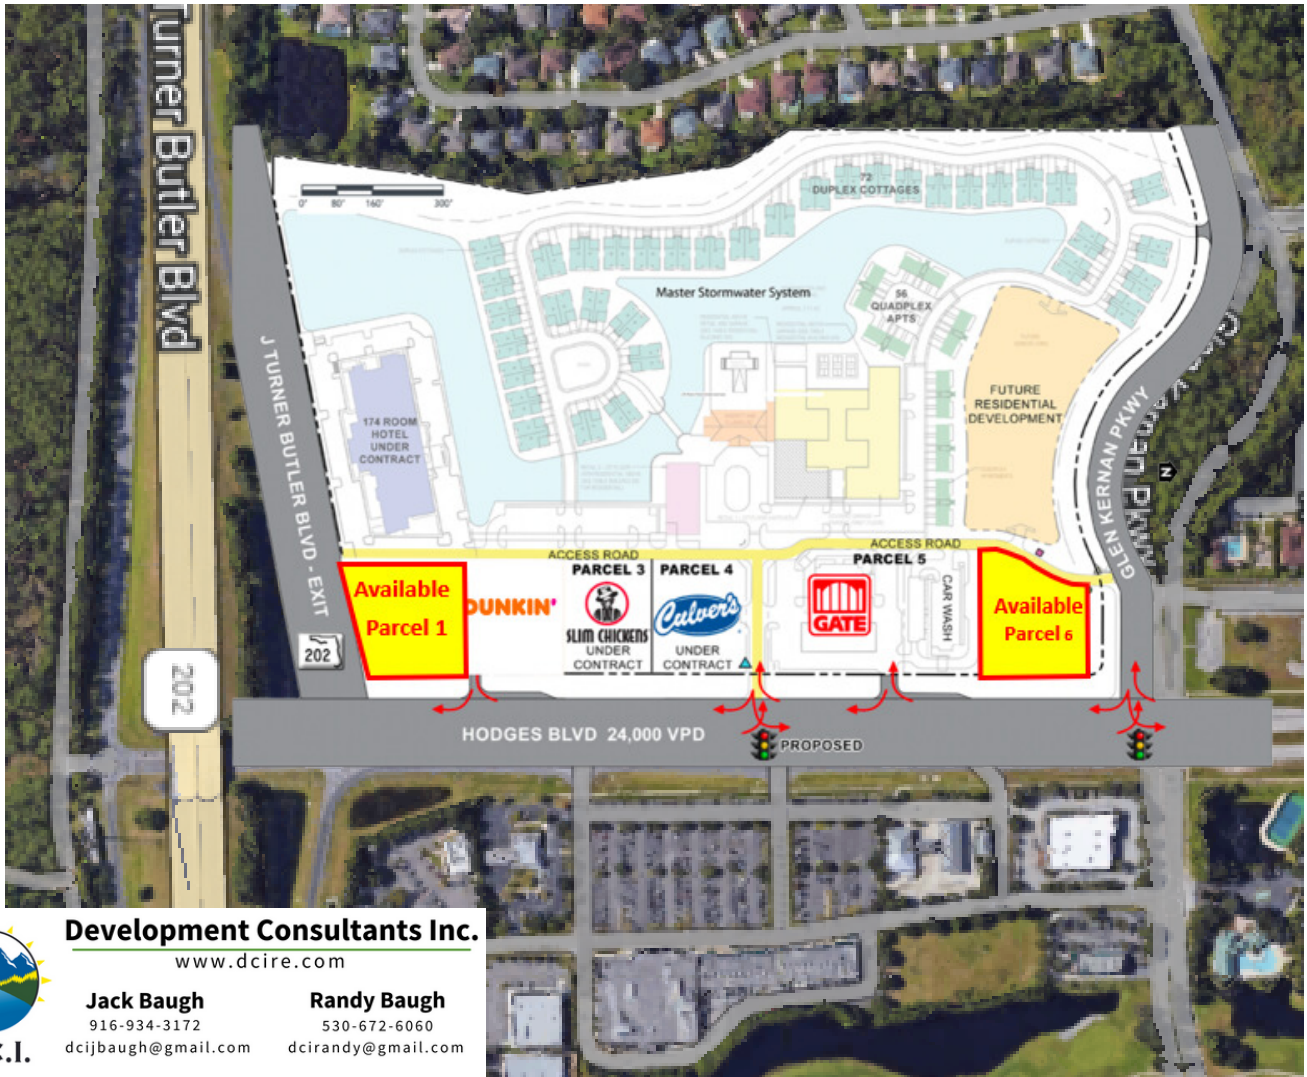 Turner Butler Blvd
0' 80' 160' 300'
72
DUPLEX COTTAGES
Master Stormwater System
56
QUADPLEX
APTS
J TURNER BUTLER BLVD - EXIT
174 ROOM
HOTEL
UNDER
CONTRACT
FUTURE
RESIDENTIAL
DEVELOPMENT
GLEN KERNAN PKWY
N
ACCESS ROAD
ACCESS ROAD
Available
Parcel 1
DUNKIN'
PARCEL 3
SLIM CHICKENS
UNDER
CONTRACT
PARCEL 4
Culver's
UNDER
CONTRACT
PARCEL 5
GATE
CAR WASH
Available
Parcel 6
202
202
HODGES BLVD 24,000 VPD
PROPOSED
Development Consultants Inc.
www.dcire.com
Jack Baugh
916-934-3172
dcijbaugh@gmail.com
Randy Baugh
530-672-6060
dcirandy@gmail.com